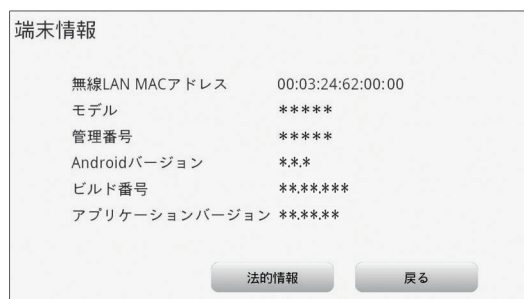 端末情報
無線LAN MACアドレス 00:03:24:62:00:00
モデル *****
管理番号 *****
Androidバージョン *.*.*
ビルド番号 **.**.***
アプリケーションバージョン **.**.**
法的情報 戻る